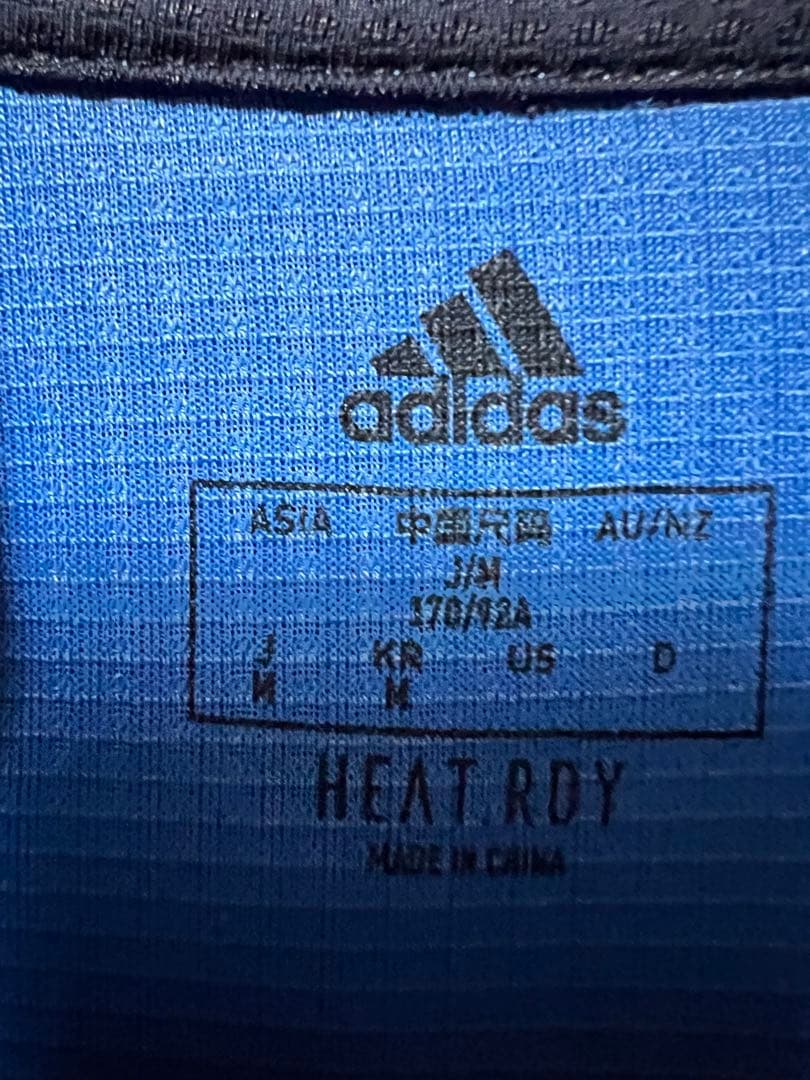 adidas
ASIA 中国尺码 AU/NZ
J/M
170/92A
J KR US D
M M
HEAT.RDY
MADE IN CHINA